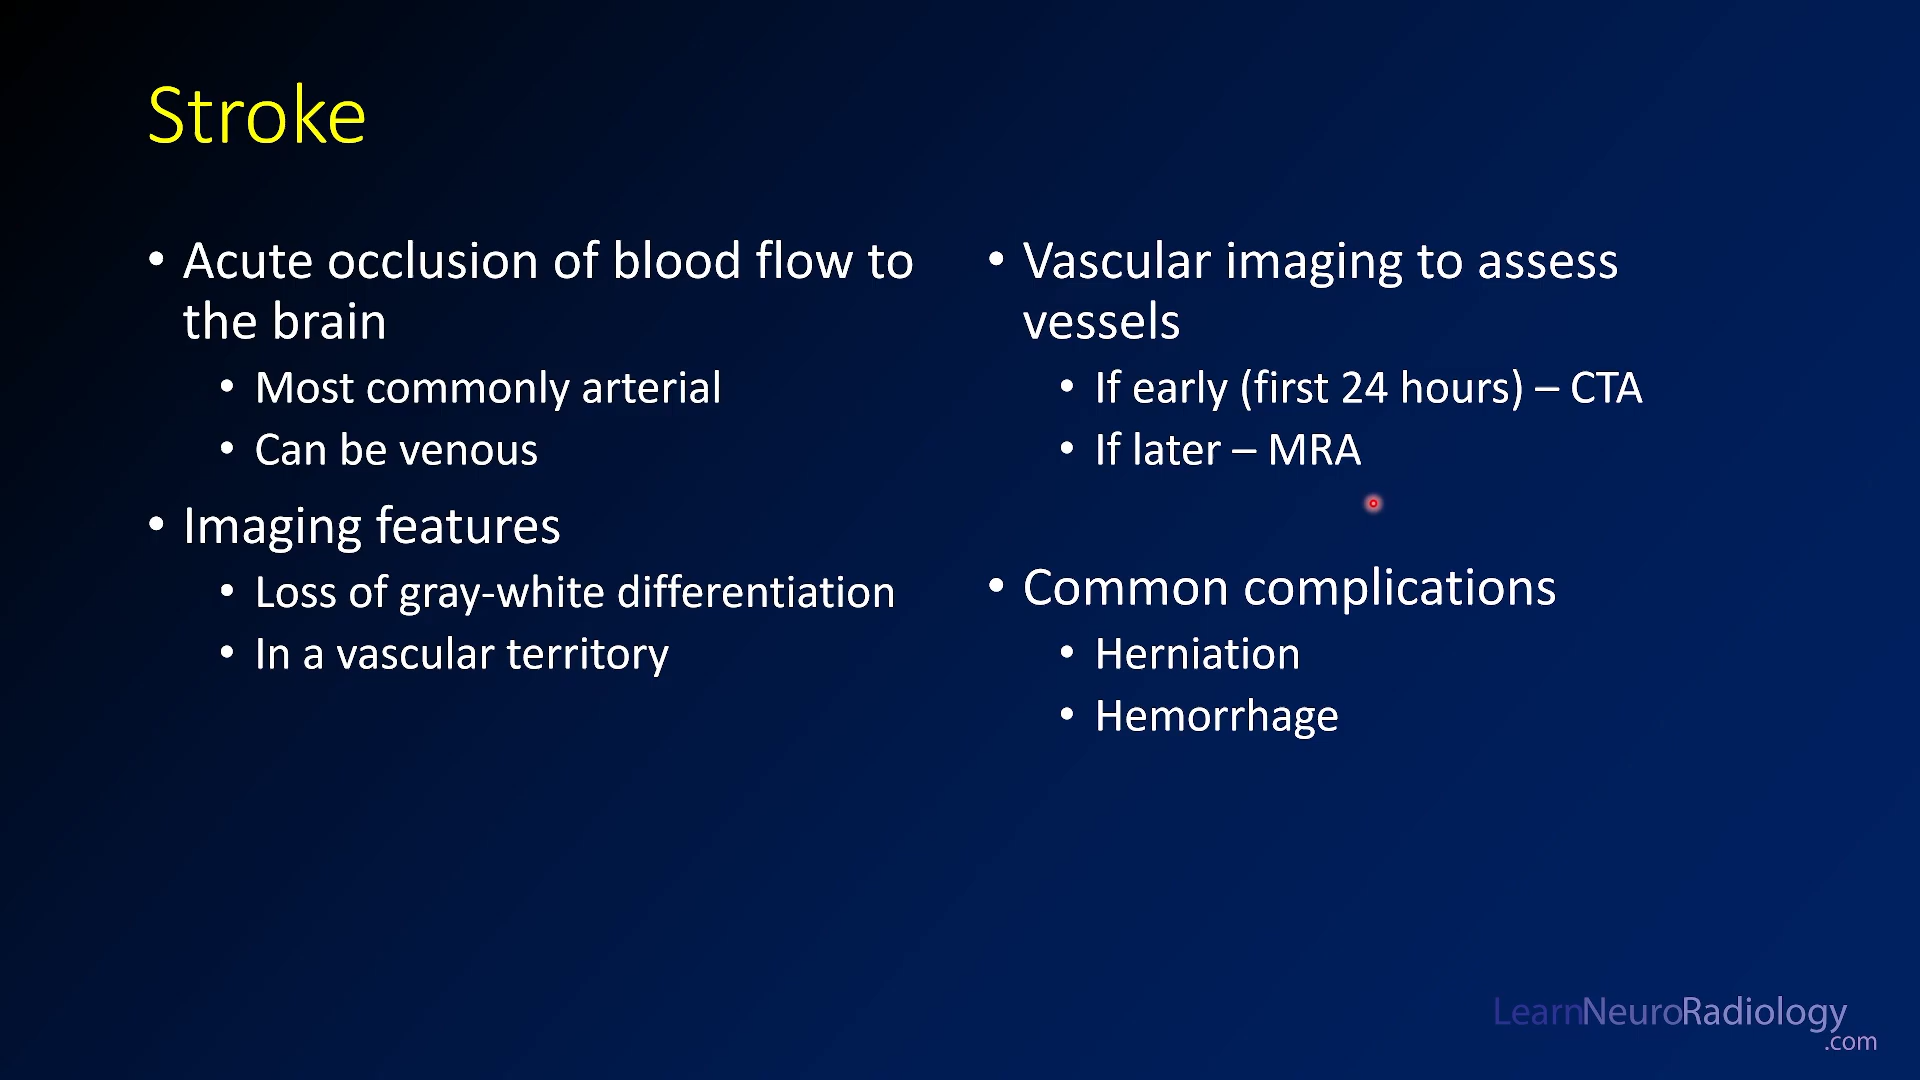 Stroke
• Acute occlusion of blood flow to
the brain
• Most commonly arterial
• Can be venous
• Imaging features
• Loss of gray-white differentiation
• In a vascular territory
• Vascular imaging to assess
vessels
• If early (first 24 hours) – CTA
• If later – MRA
• Common complications
• Herniation
• Hemorrhage
LearnNeuroRadiology
.com